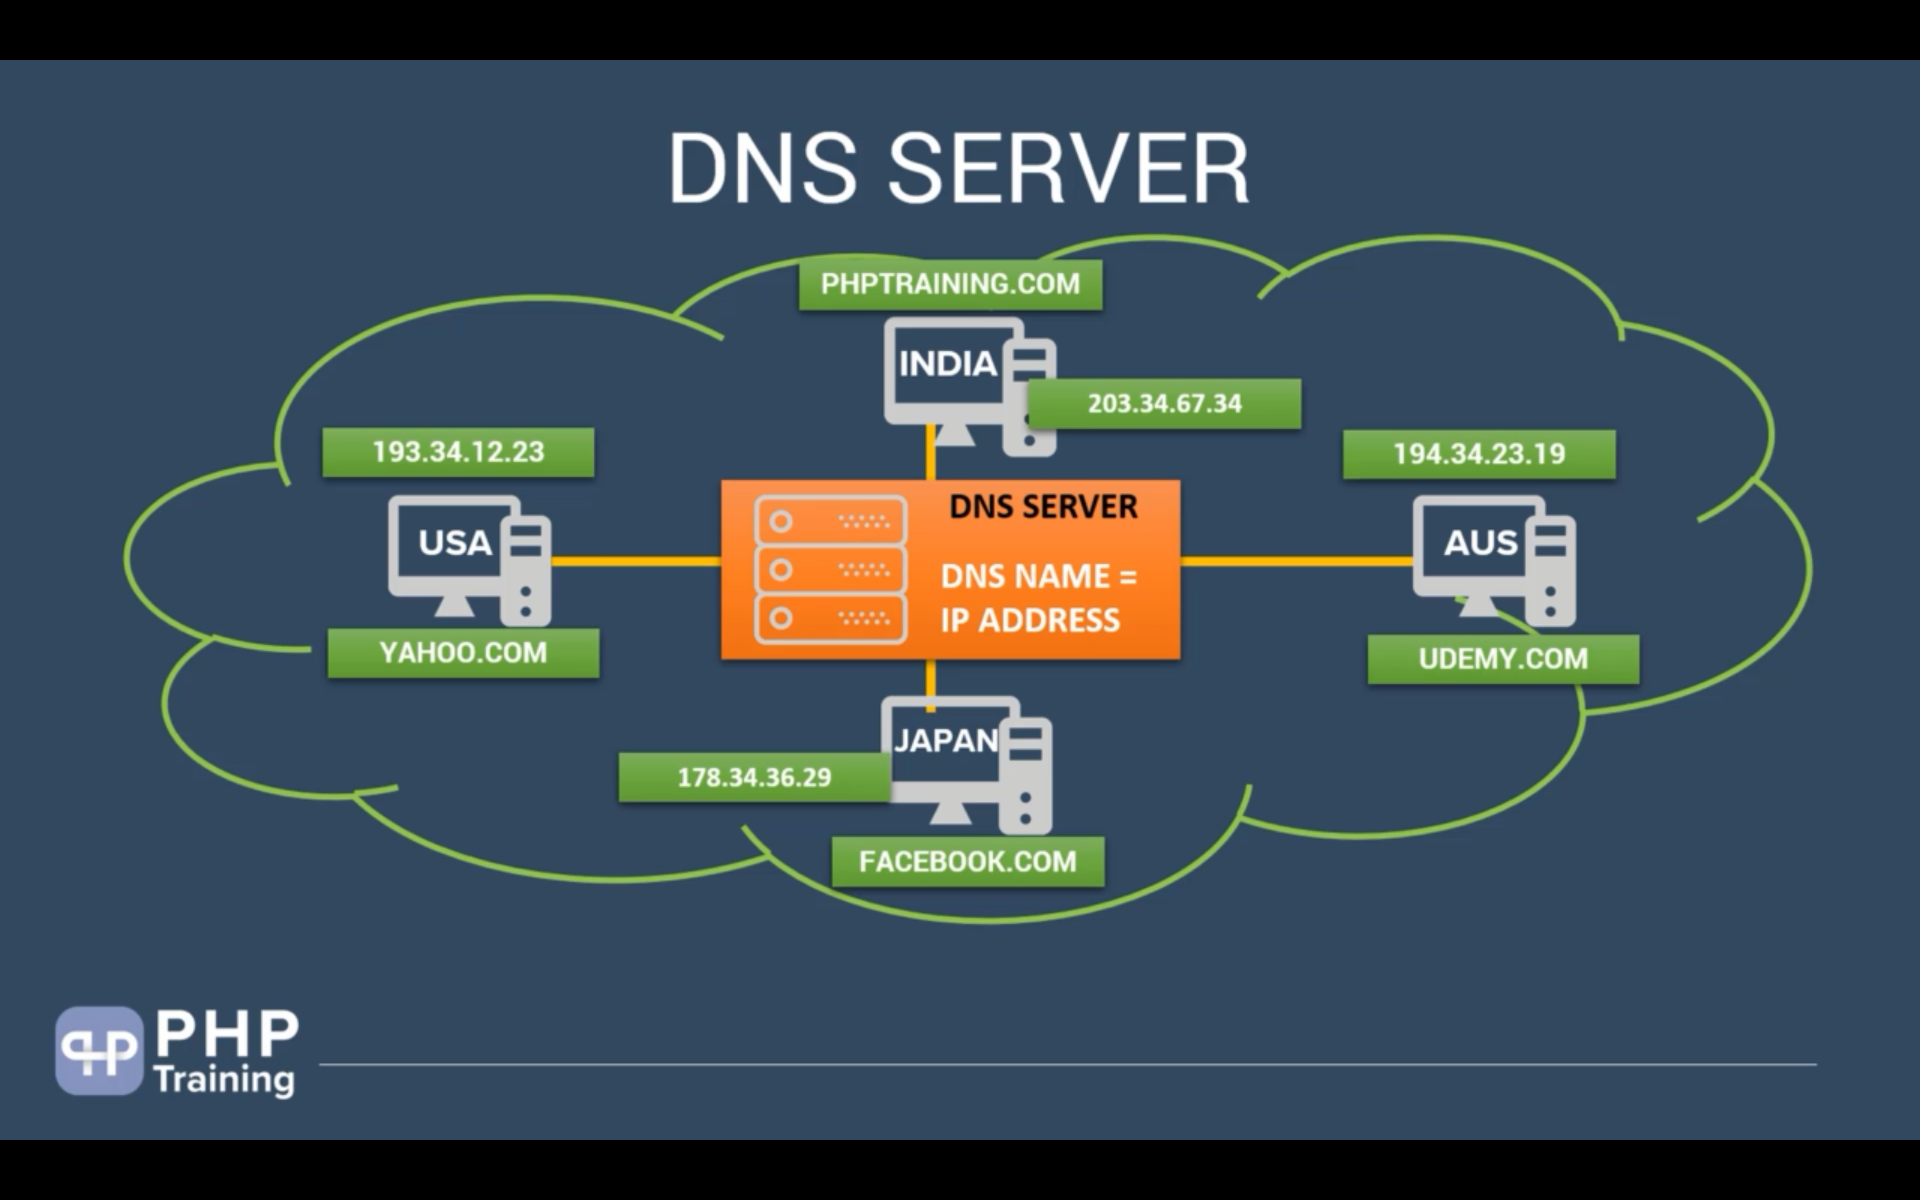 DNS SERVER
PHPTRAINING.COM
INDIA
203.34.67.34
193.34.12.23
USA
YAHOO.COM
DNS SERVER
DNS NAME =
IP ADDRESS
194.34.23.19
AUS
UDEMY.COM
JAPAN
178.34.36.29
FACEBOOK.COM
PHP
PHP
Training